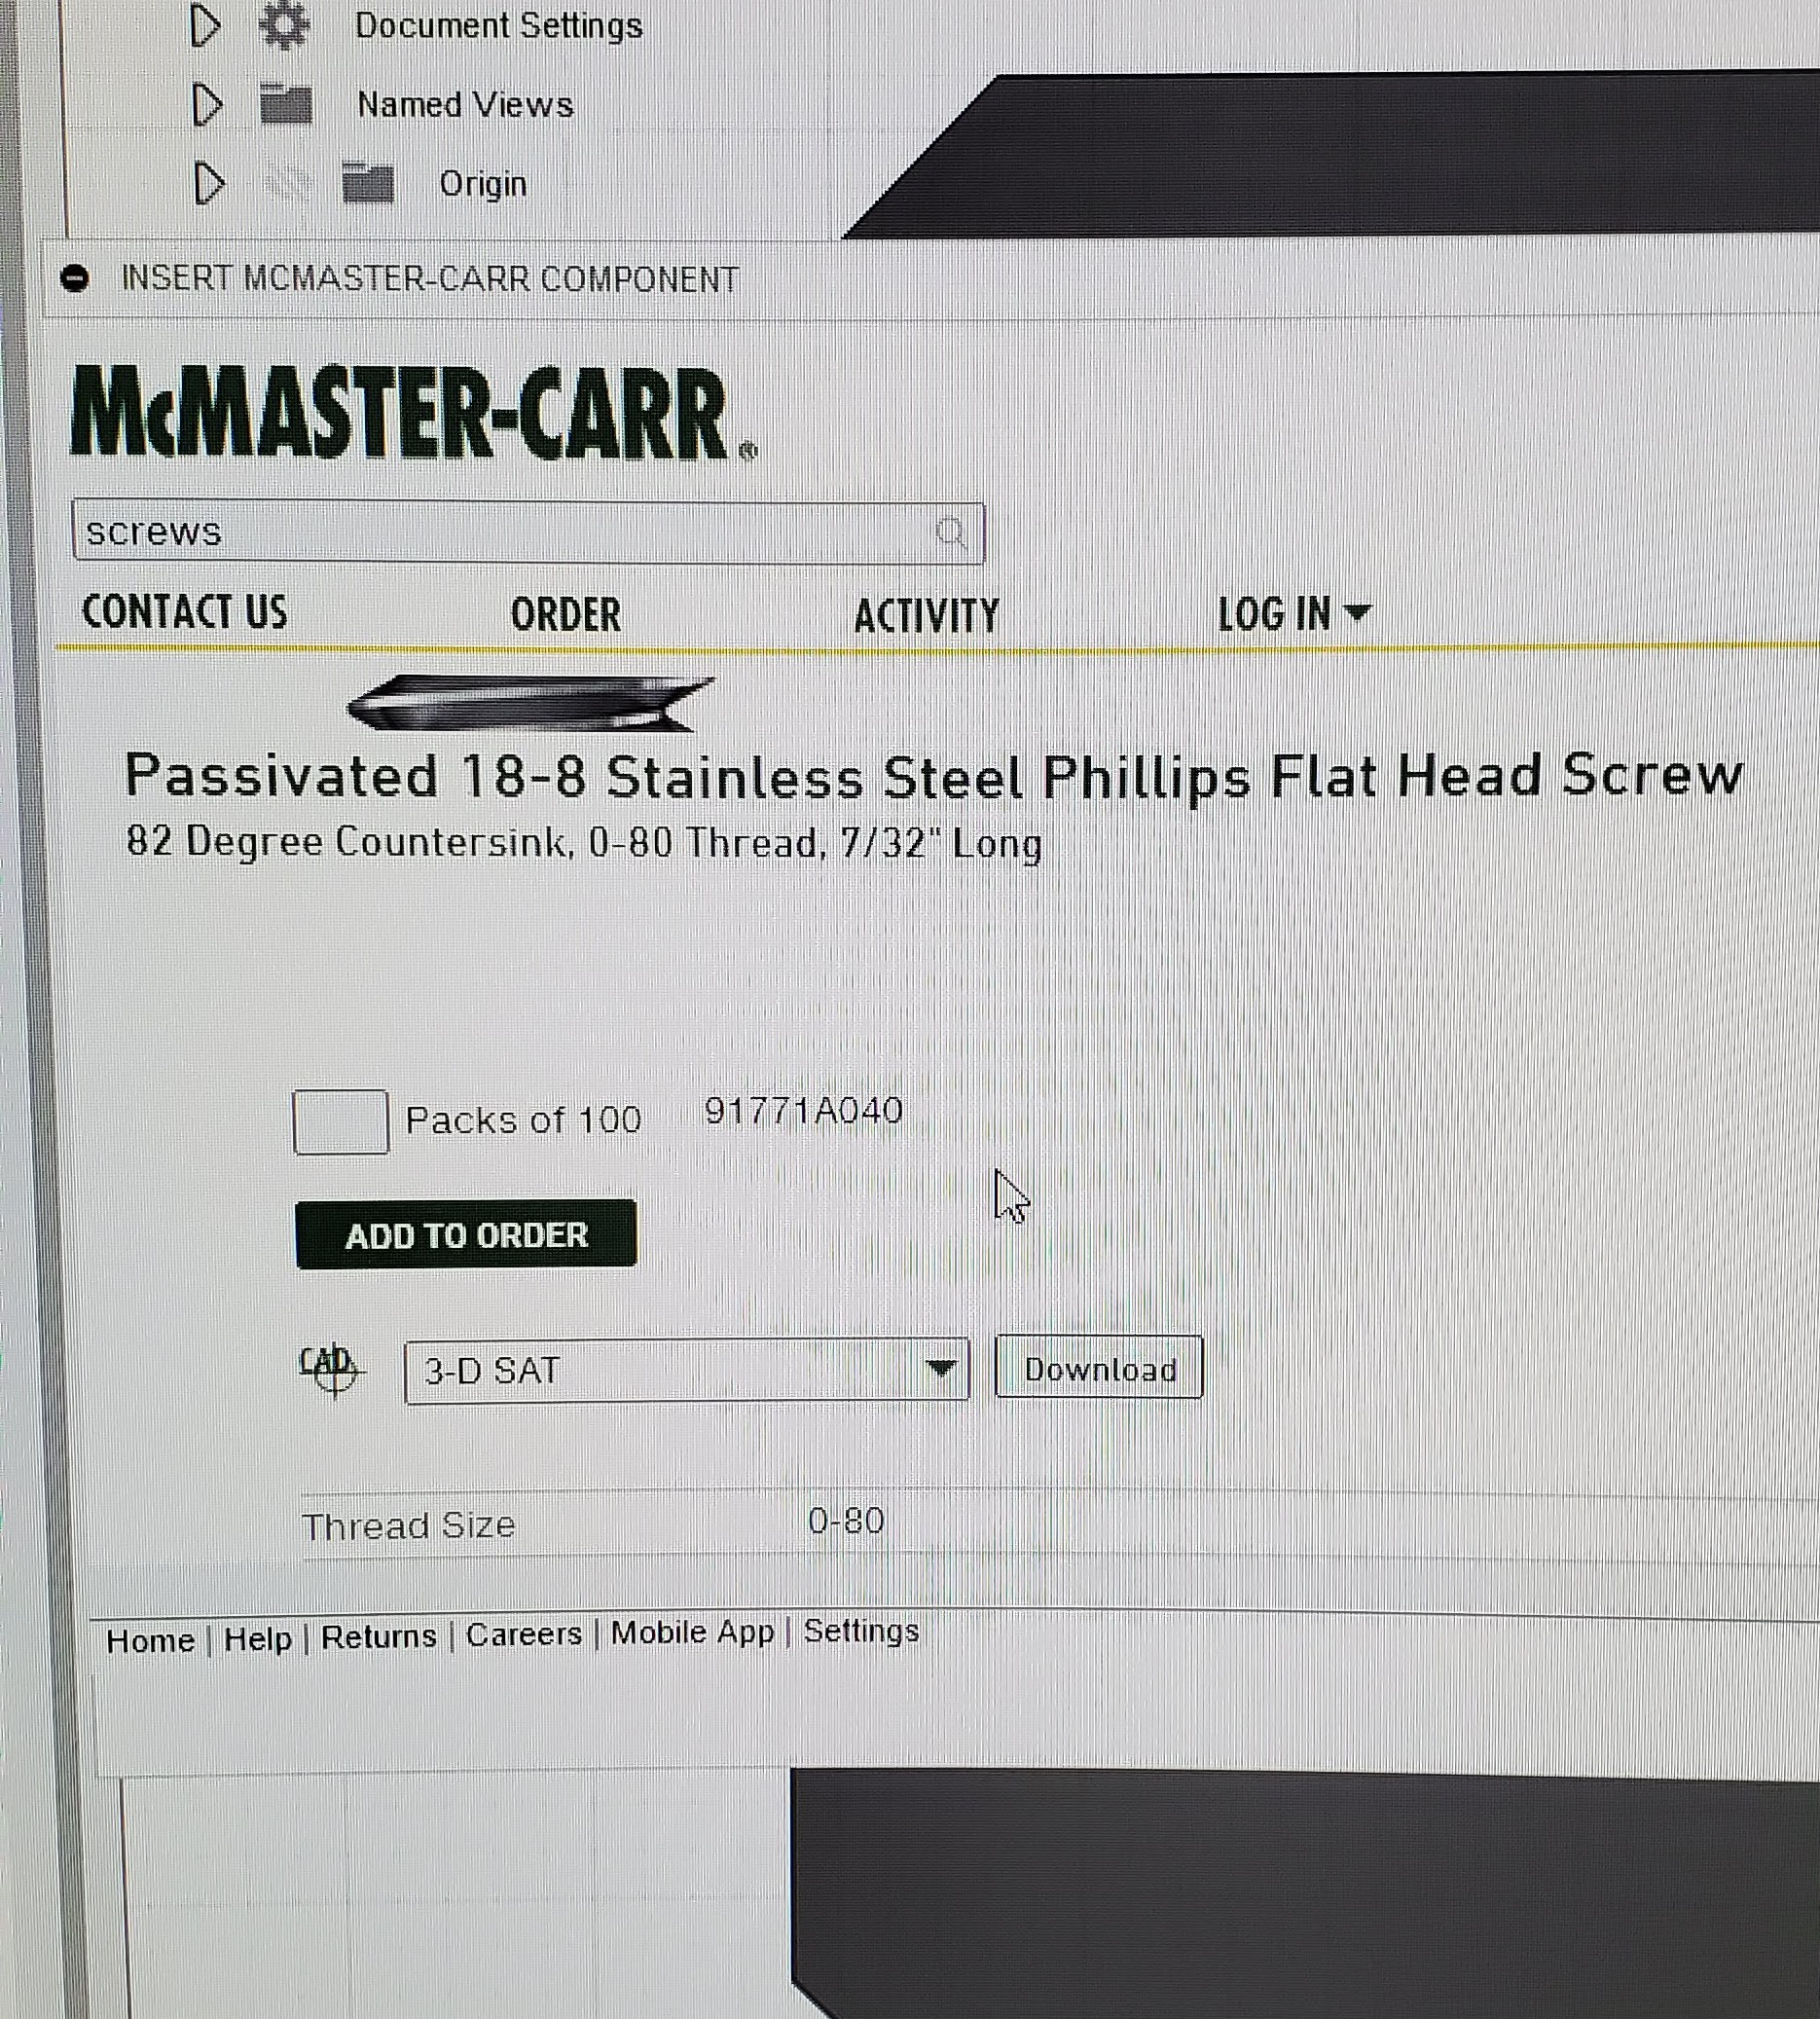 Document Settings
Named Views
Origin
INSERT MCMASTER-CARR COMPONENT
McMASTER-CARR®
screws
CONTACT US ORDER ACTIVITY LOG IN
Passivated 18-8 Stainless Steel Phillips Flat Head Screw
82 Degree Countersink, 0-80 Thread, 7/32" Long
Packs of 100 91771A040
ADD TO ORDER
CAD 3-D SAT Download
Thread Size 0-80
Home | Help | Returns | Careers | Mobile App | Settings